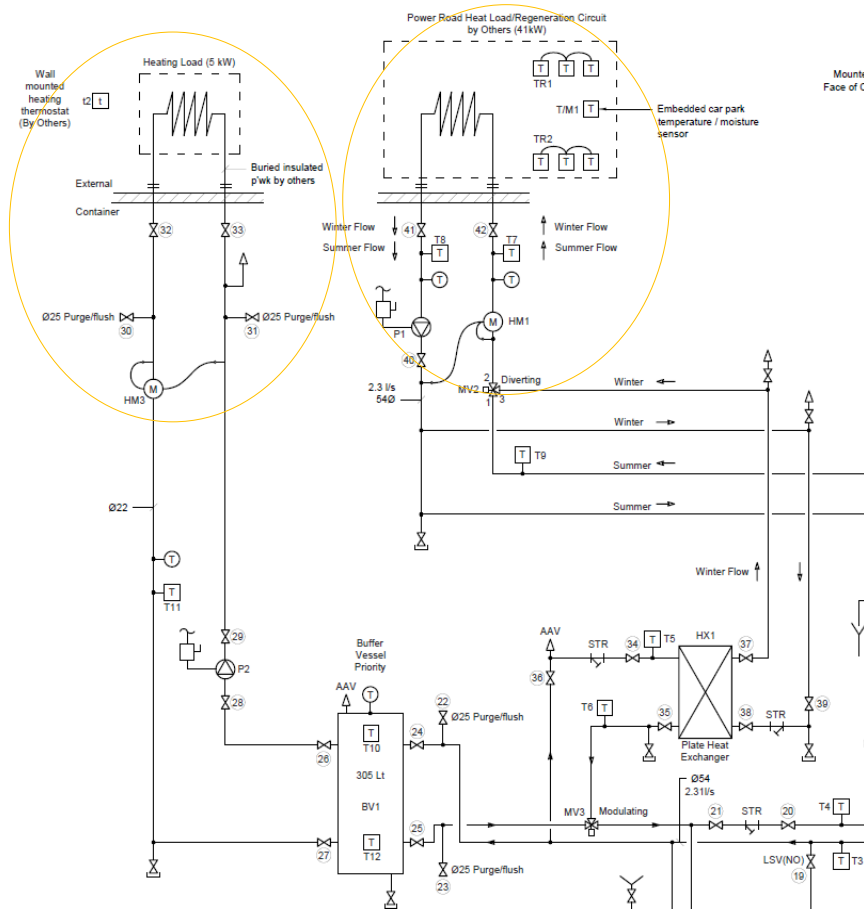 Power Road Heat Load/Regeneration Circuit
by Others (41kW)
Heating Load (5 kW)
Wall
mounted
heating
thermostat
(By Others)
t2
t
T T T
TR1
T/M1
T
Embedded car park
temperature / moisture
sensor
TR2
T T T
Mounte
Face of C
Buried insulated
p'wk by others
External
Container
32
33
Winter Flow
Summer Flow
41
42
Winter Flow
Summer Flow
T8
T
T7
T
T
T
Ø25 Purge/flush
30
31
Ø25 Purge/flush
P1
M
HM1
40
M
HM3
2.3 l/s
54Ø
MV2
2
1
3
Diverting
Winter
Winter
T
T9
Summer
Summer
Ø22
T
T
T11
Winter Flow
29
P2
28
Buffer
Vessel
Priority
AAV
T
22
Ø25 Purge/flush
AAV
36
STR
34
T
T5
HX1
37
T6
T
35
38
STR
39
Plate Heat
Exchanger
26
T
T10
24
305 Lt
BV1
Ø54
2.31l/s
MV3
Modulating
25
21
STR
20
T4
T
27
T
T12
23
Ø25 Purge/flush
LSV(NO)
19
T
T3